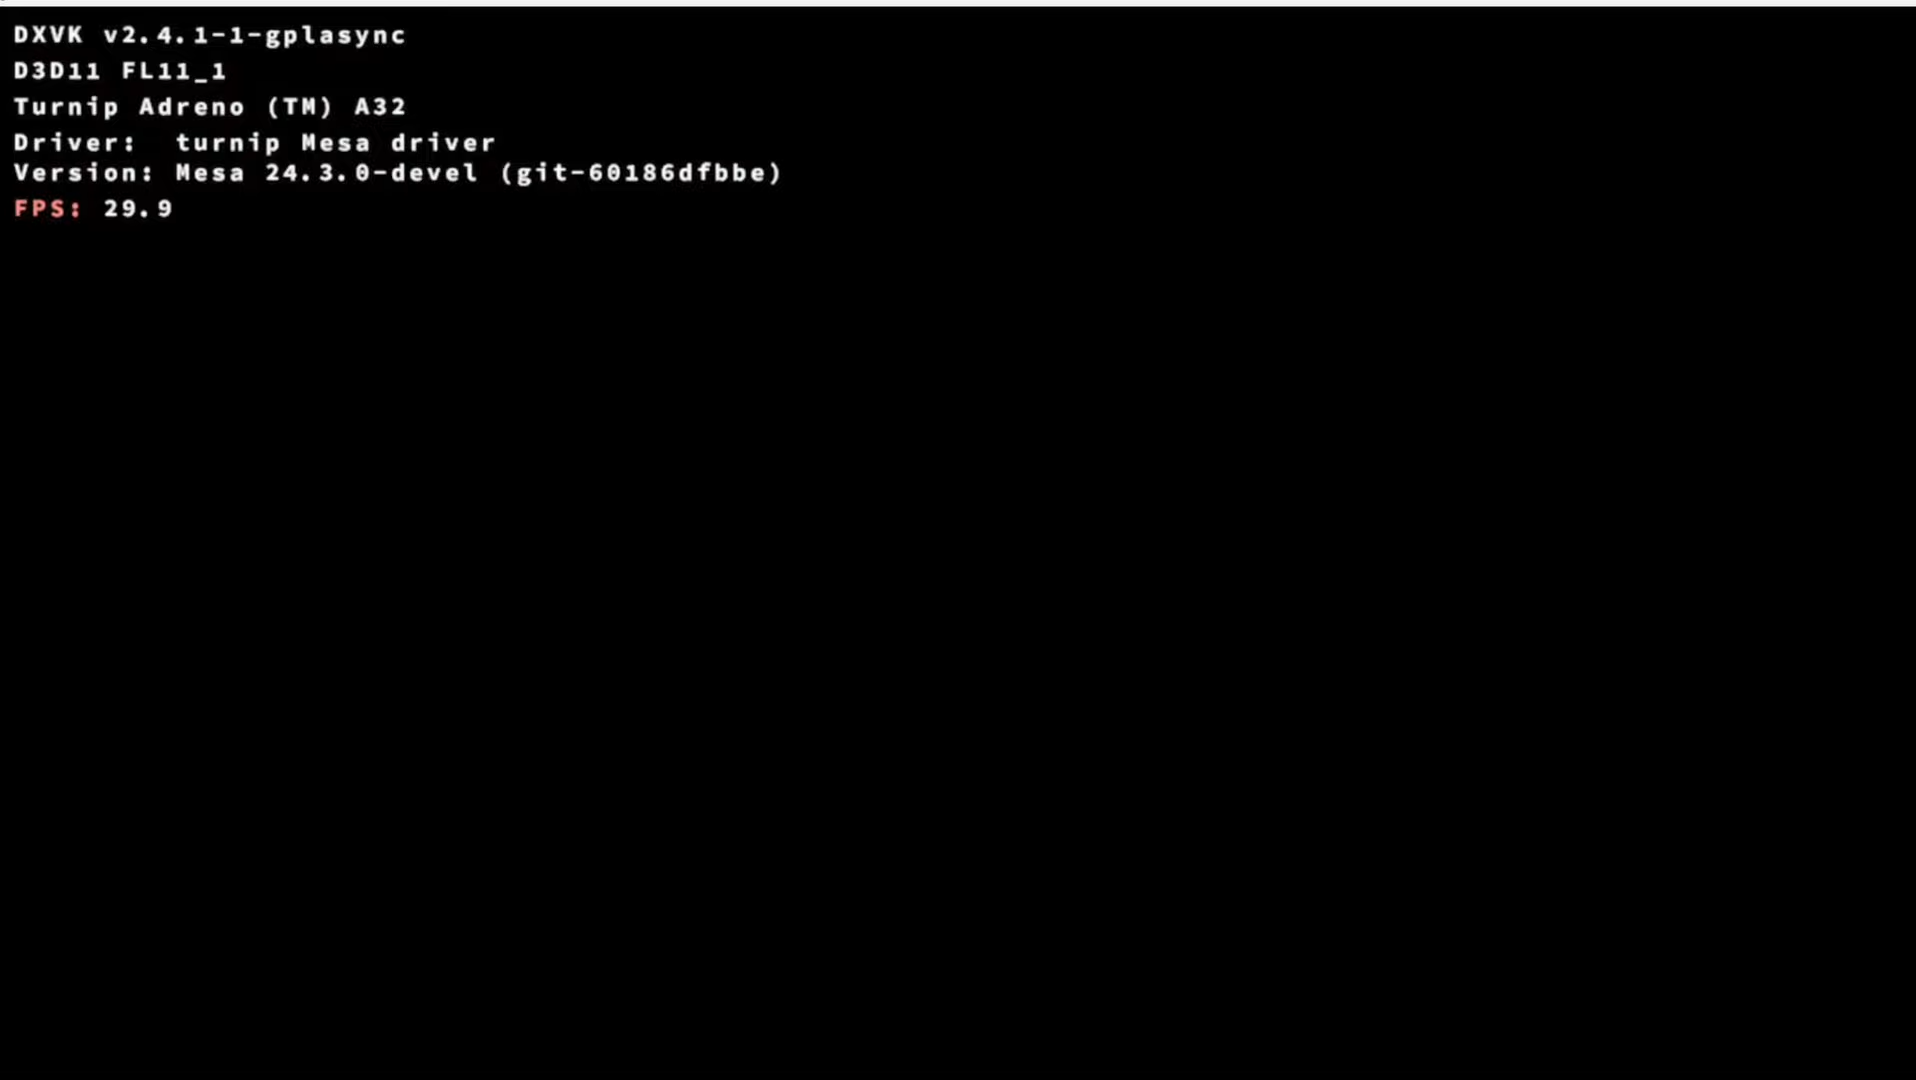 DXVK v2.4.1-1-gplasync
D3D11 FL11_1
Turnip Adreno (TM) A32
Driver: turnip Mesa driver
Version: Mesa 24.3.0-devel (git-60186dfbbe)
FPS: 29.9